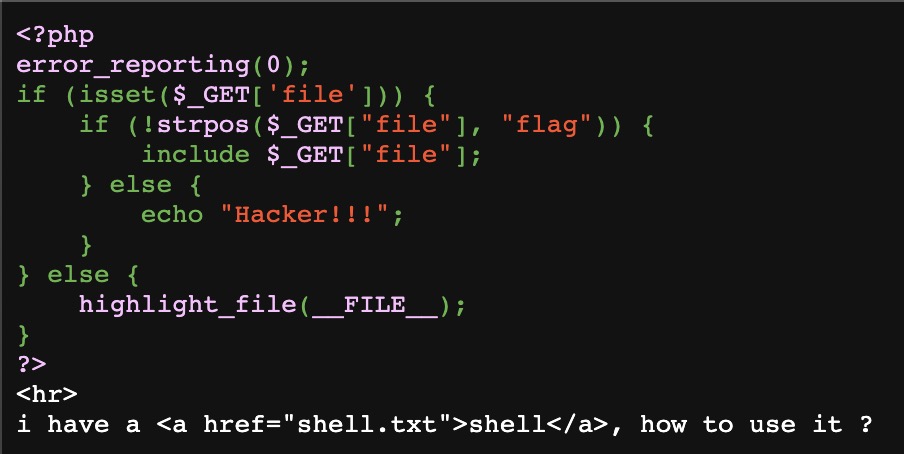 <?php
error_reporting(0);
if (isset($_GET['file'])) {
    if (!strpos($_GET["file"], "flag")) {
        include $_GET["file"];
    } else {
        echo "Hacker!!!";
    }
} else {
    highlight_file(__FILE__);
}
?>
<hr>
i have a <a href="shell.txt">shell</a>, how to use it ?